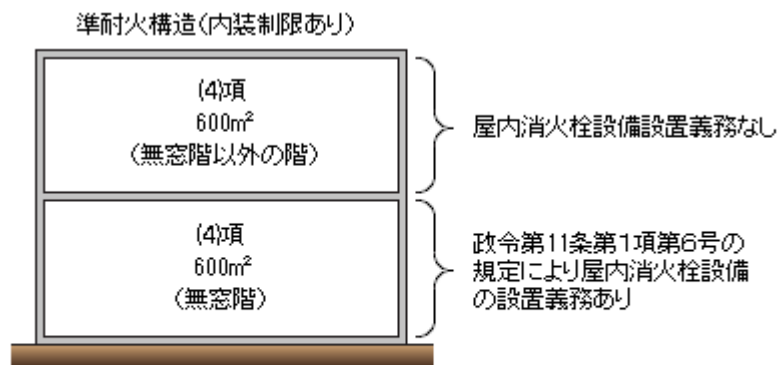 準耐火構造(内装制限あり)
(4)項
600m²
(無窓階以外の階)
屋内消火栓設備設置義務なし
(4)項
600m²
(無窓階)
政令第11条第1項第6号の
規定により屋内消火栓設備
の設置義務あり